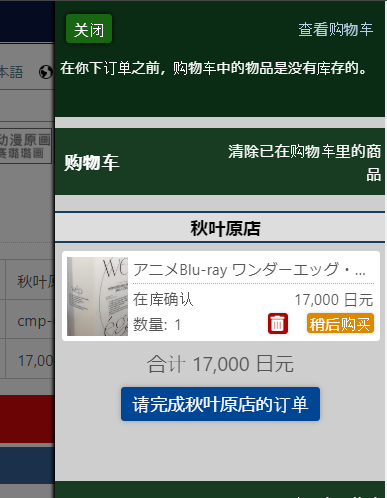 关闭
查看购物车
在你下订单之前，购物车中的物品是没有库存的。
本語
动漫原画
赛璐璐画
购物车
清除已在购物车里的商
品
秋叶原店
アニメBlu-ray ワンダーエッグ・...
在库确认
17,000 日元
数量: 1
稍后购买
合计 17,000 日元
请完成秋叶原店的订单
秋叶原
cmp-
17,00